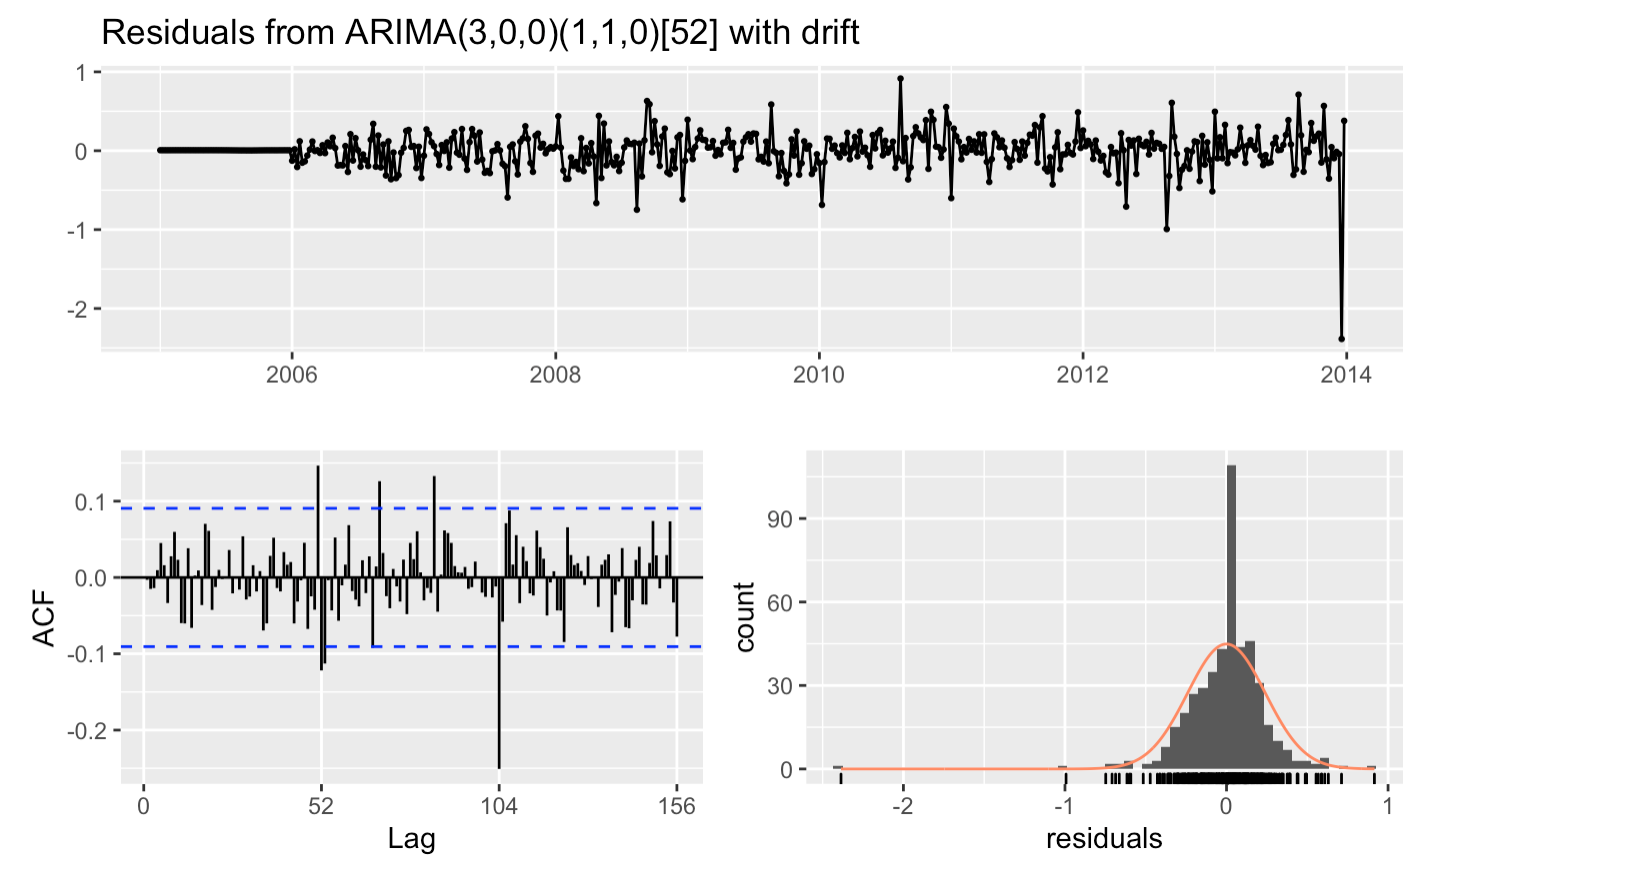 Residuals from ARIMA(3,0,0)(1,1,0)[52] with drift
1
0
-1
-2
2006 2008 2010 2012 2014
ACF
0.1
0.0
-0.1
-0.2
0 52 104 156
Lag
count
90
60
30
0
-2 -1 0 1
residuals